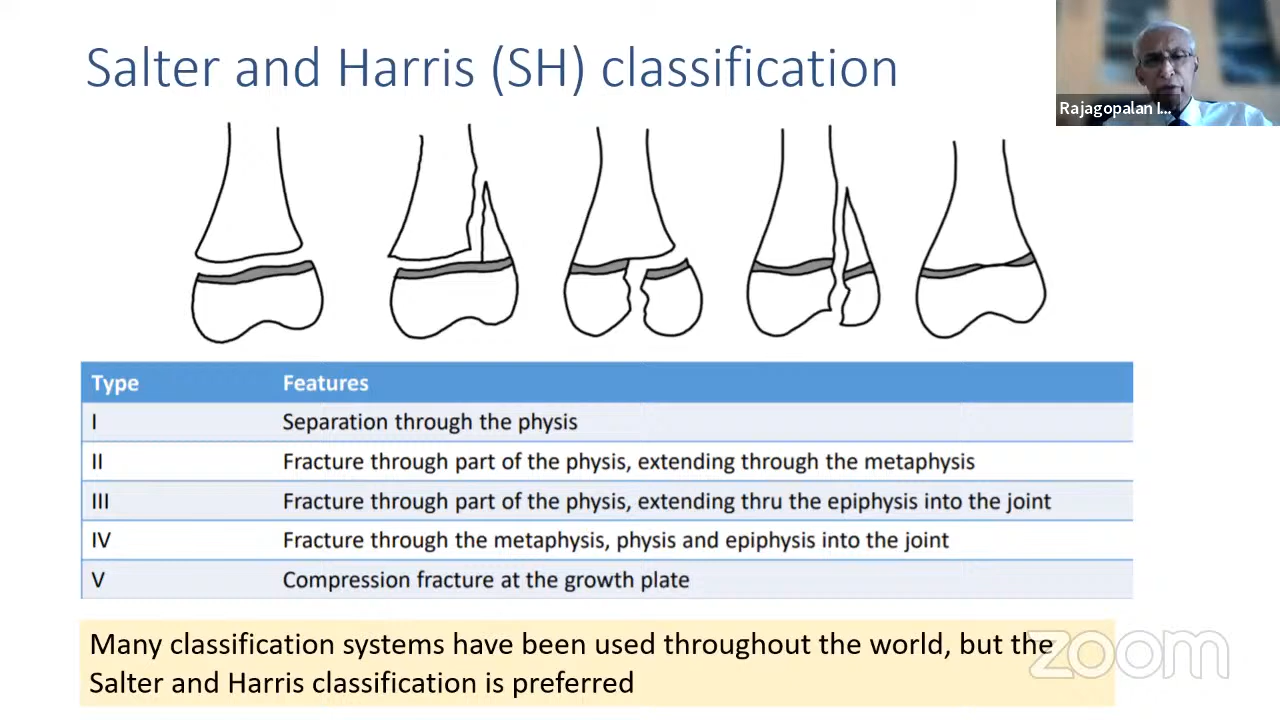 Salter and Harris (SH) classification
Rajagopalan I...
Type Features
I Separation through the physis
II Fracture through part of the physis, extending through the metaphysis
III Fracture through part of the physis, extending thru the epiphysis into the joint
IV Fracture through the metaphysis, physis and epiphysis into the joint
V Compression fracture at the growth plate
Many classification systems have been used throughout the world, but the
Salter and Harris classification is preferred
zoom